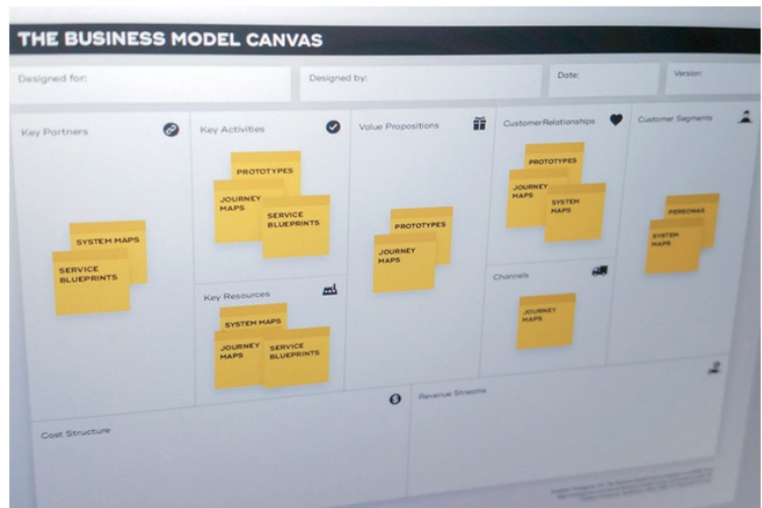 THE BUSINESS MODEL CANVAS
Designed for:
Designed by:
Date:
Version:
Key Partners
SYSTEM MAPS
SERVICE
BLUEPRINTS
Key Activities
PROTOTYPES
JOURNEY
MAPS
SERVICE
BLUEPRINTS
Key Resources
SYSTEM MAPS
JOURNEY
MAPS
SERVICE
BLUEPRINTS
Value Propositions
PROTOTYPES
JOURNEY
MAPS
CustomerRelationships
PROTOTYPES
JOURNEY
MAPS
SYSTEM
MAPS
Channels
JOURNEY
MAPS
Customer Segments
PERSONAS
SYSTEM
MAPS
Cost Structure
Revenue Streams